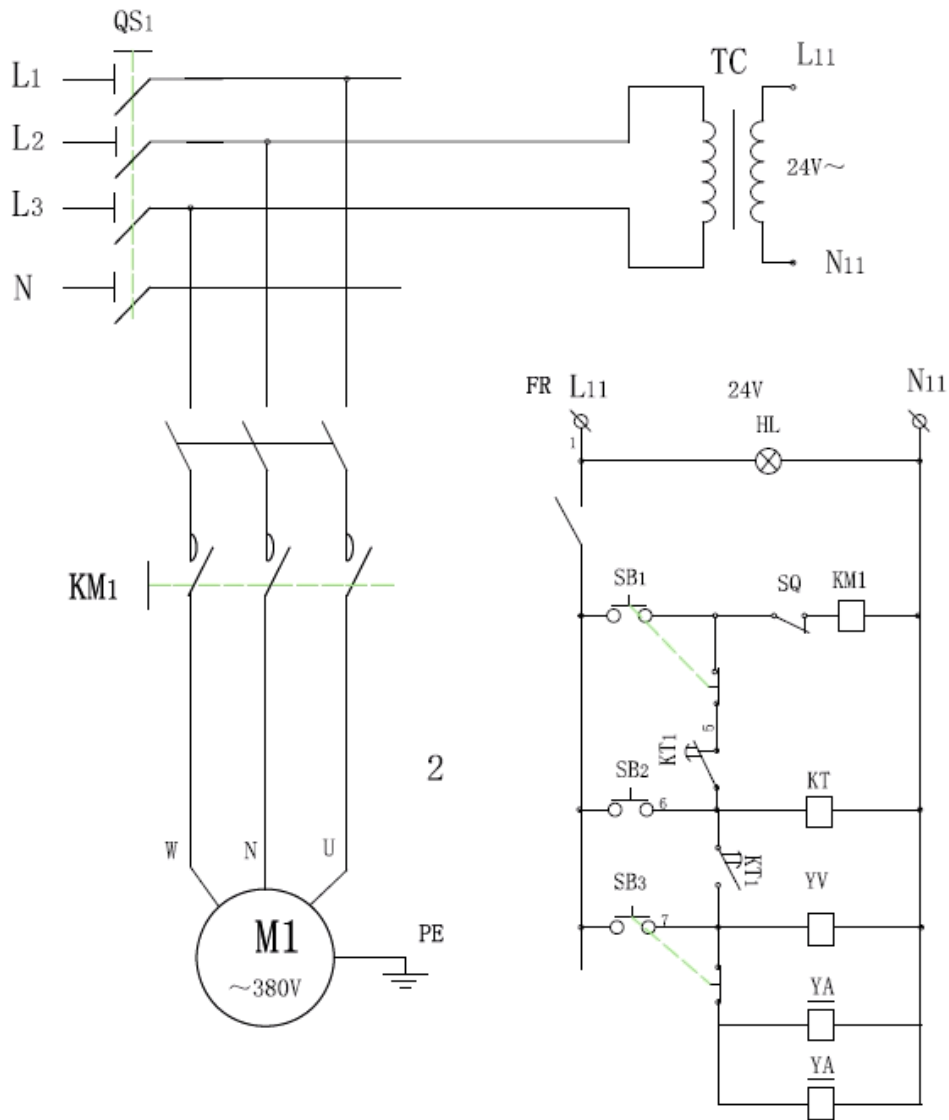 QS1
L1
L2
L3
N
TC
L11
24V～
N11
KM1
2
W
N
U
M1
～380V
PE
FR
L11
24V
N11
1
HL
SB1
SQ
KM1
5
KT1
SB2
6
KT
KT1
SB3
7
YV
YA
YA